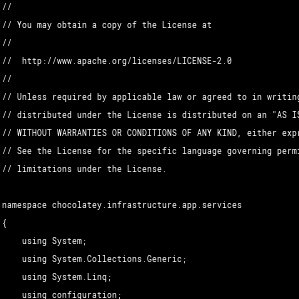 //
// You may obtain a copy of the License at
//
//  http://www.apache.org/licenses/LICENSE-2.0
//
// Unless required by applicable law or agreed to in writing
// distributed under the License is distributed on an "AS IS
// WITHOUT WARRANTIES OR CONDITIONS OF ANY KIND, either
// See the License for the specific language governing
// limitations under the License.

namespace chocolatey.infrastructure.app.services
{
    using System;
    using System.Collections.Generic;
    using System.Linq;
    using configuration;